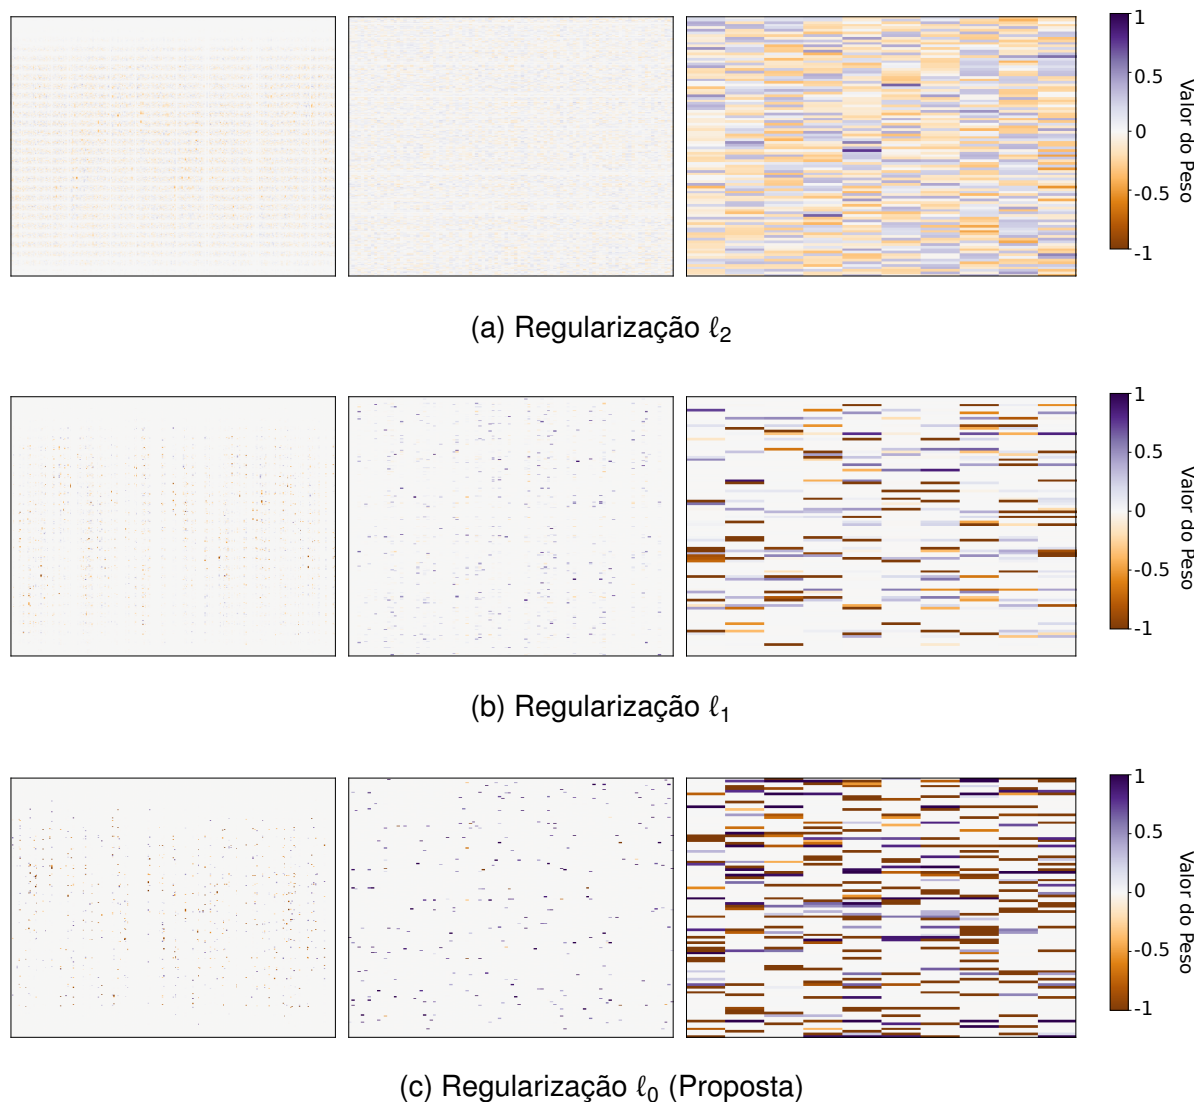 1
0.5
0
-0.5
-1
Valor do Peso
(a) Regularização ℓ₂
1
0.5
0
-0.5
-1
Valor do Peso
(b) Regularização ℓ₁
1
0.5
0
-0.5
-1
Valor do Peso
(c) Regularização ℓ₀ (Proposta)